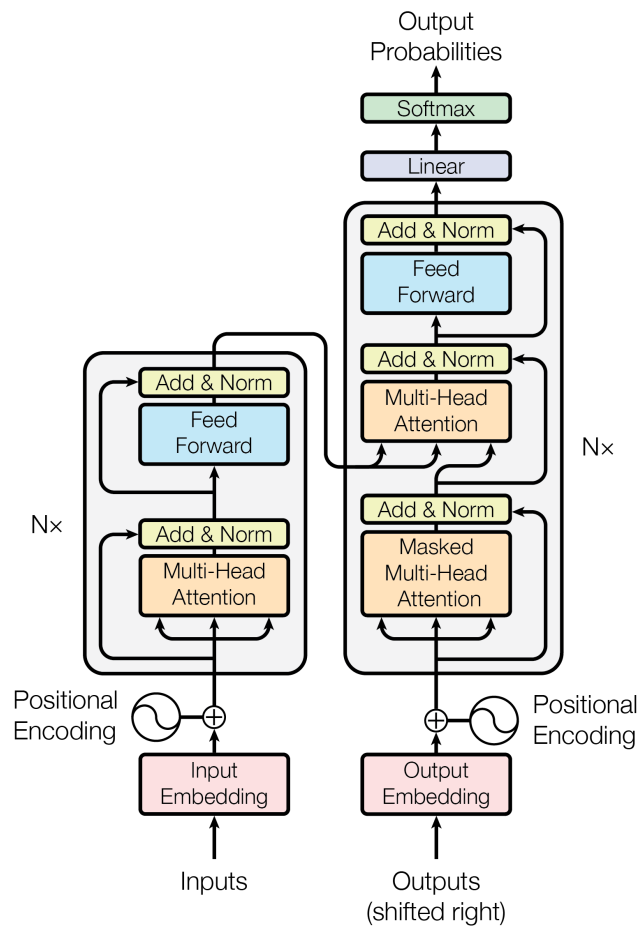 Output
Probabilities
Softmax
Linear
Add & Norm
Feed
Forward
Add & Norm
Multi-Head
Attention
Nx
Add & Norm
Masked
Multi-Head
Attention
Add & Norm
Feed
Forward
Nx
Add & Norm
Multi-Head
Attention
Positional
Encoding
Positional
Encoding
Input
Embedding
Output
Embedding
Inputs
Outputs
(shifted right)